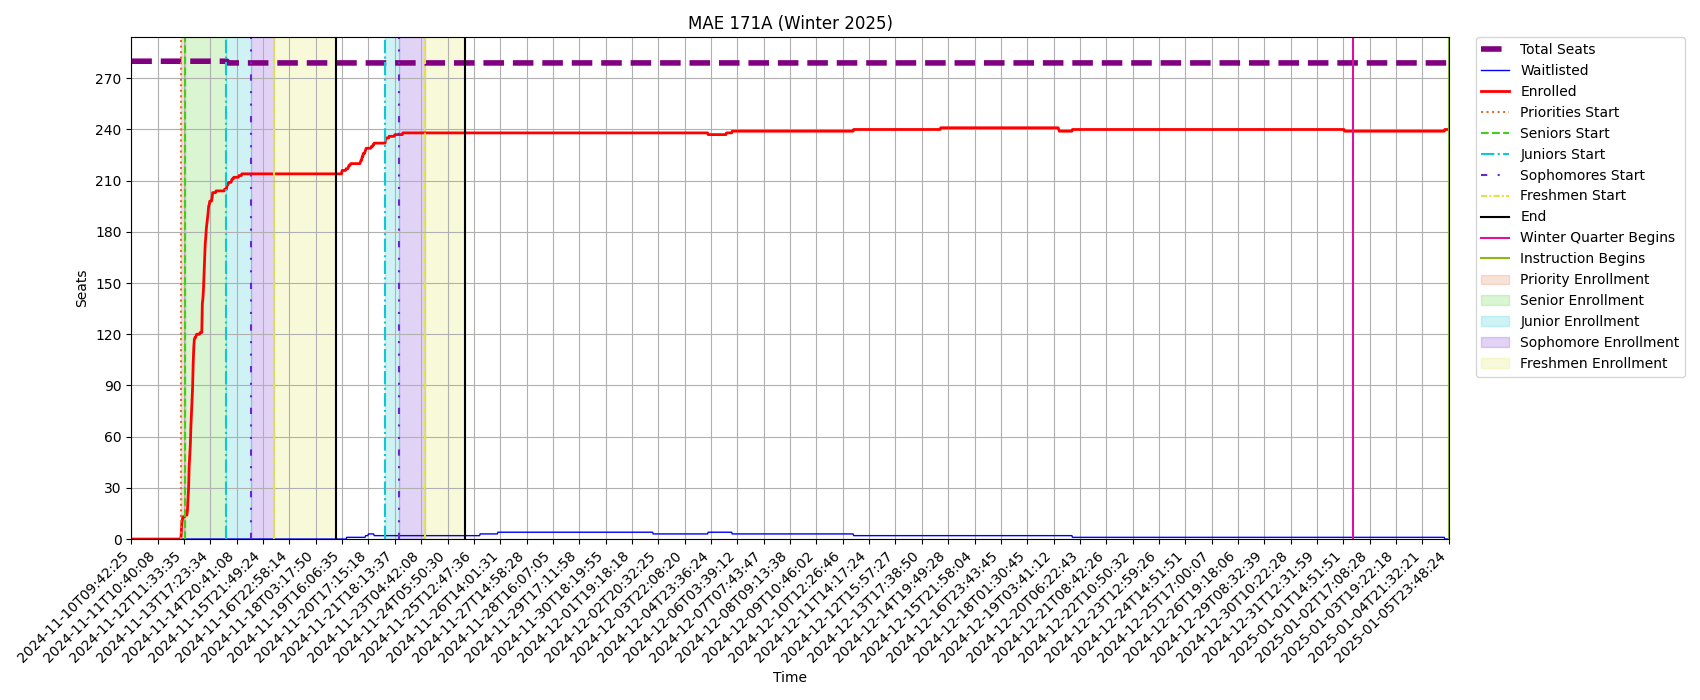 MAE 171A (Winter 2025)
Seats
270
240
210
180
150
120
90
60
30
0
2024-11-10T09:42:25
2024-11-11T10:40:08
2024-11-12T11:33:35
2024-11-13T17:23:34
2024-11-14T20:41:08
2024-11-15T21:49:24
2024-11-16T22:58:14
2024-11-18T03:17:50
2024-11-19T16:06:35
2024-11-20T17:15:18
2024-11-21T18:13:37
2024-11-23T04:42:08
2024-11-24T05:50:30
2024-11-25T12:47:36
2024-11-26T14:01:31
2024-11-27T14:58:28
2024-11-28T16:07:05
2024-11-29T17:11:58
2024-11-30T18:19:55
2024-12-01T19:18:18
2024-12-02T20:32:25
2024-12-03T22:08:20
2024-12-04T23:36:24
2024-12-06T03:39:12
2024-12-07T07:43:47
2024-12-08T09:13:38
2024-12-09T10:46:02
2024-12-10T12:26:46
2024-12-11T14:17:24
2024-12-12T15:57:27
2024-12-13T17:38:50
2024-12-14T19:49:28
2024-12-15T21:58:04
2024-12-16T23:43:45
2024-12-18T01:30:45
2024-12-19T03:41:12
2024-12-20T06:22:43
2024-12-21T08:42:26
2024-12-22T10:50:32
2024-12-23T12:59:26
2024-12-24T14:51:51
2024-12-25T17:00:07
2024-12-26T19:18:06
2024-12-29T08:32:39
2024-12-30T10:22:28
2024-12-31T12:31:59
2025-01-01T14:51:51
2025-01-02T17:08:28
2025-01-03T19:22:18
2025-01-04T21:32:21
2025-01-05T23:48:24
Time
Total Seats
Waitlisted
Enrolled
Priorities Start
Seniors Start
Juniors Start
Sophomores Start
Freshmen Start
End
Winter Quarter Begins
Instruction Begins
Priority Enrollment
Senior Enrollment
Junior Enrollment
Sophomore Enrollment
Freshmen Enrollment